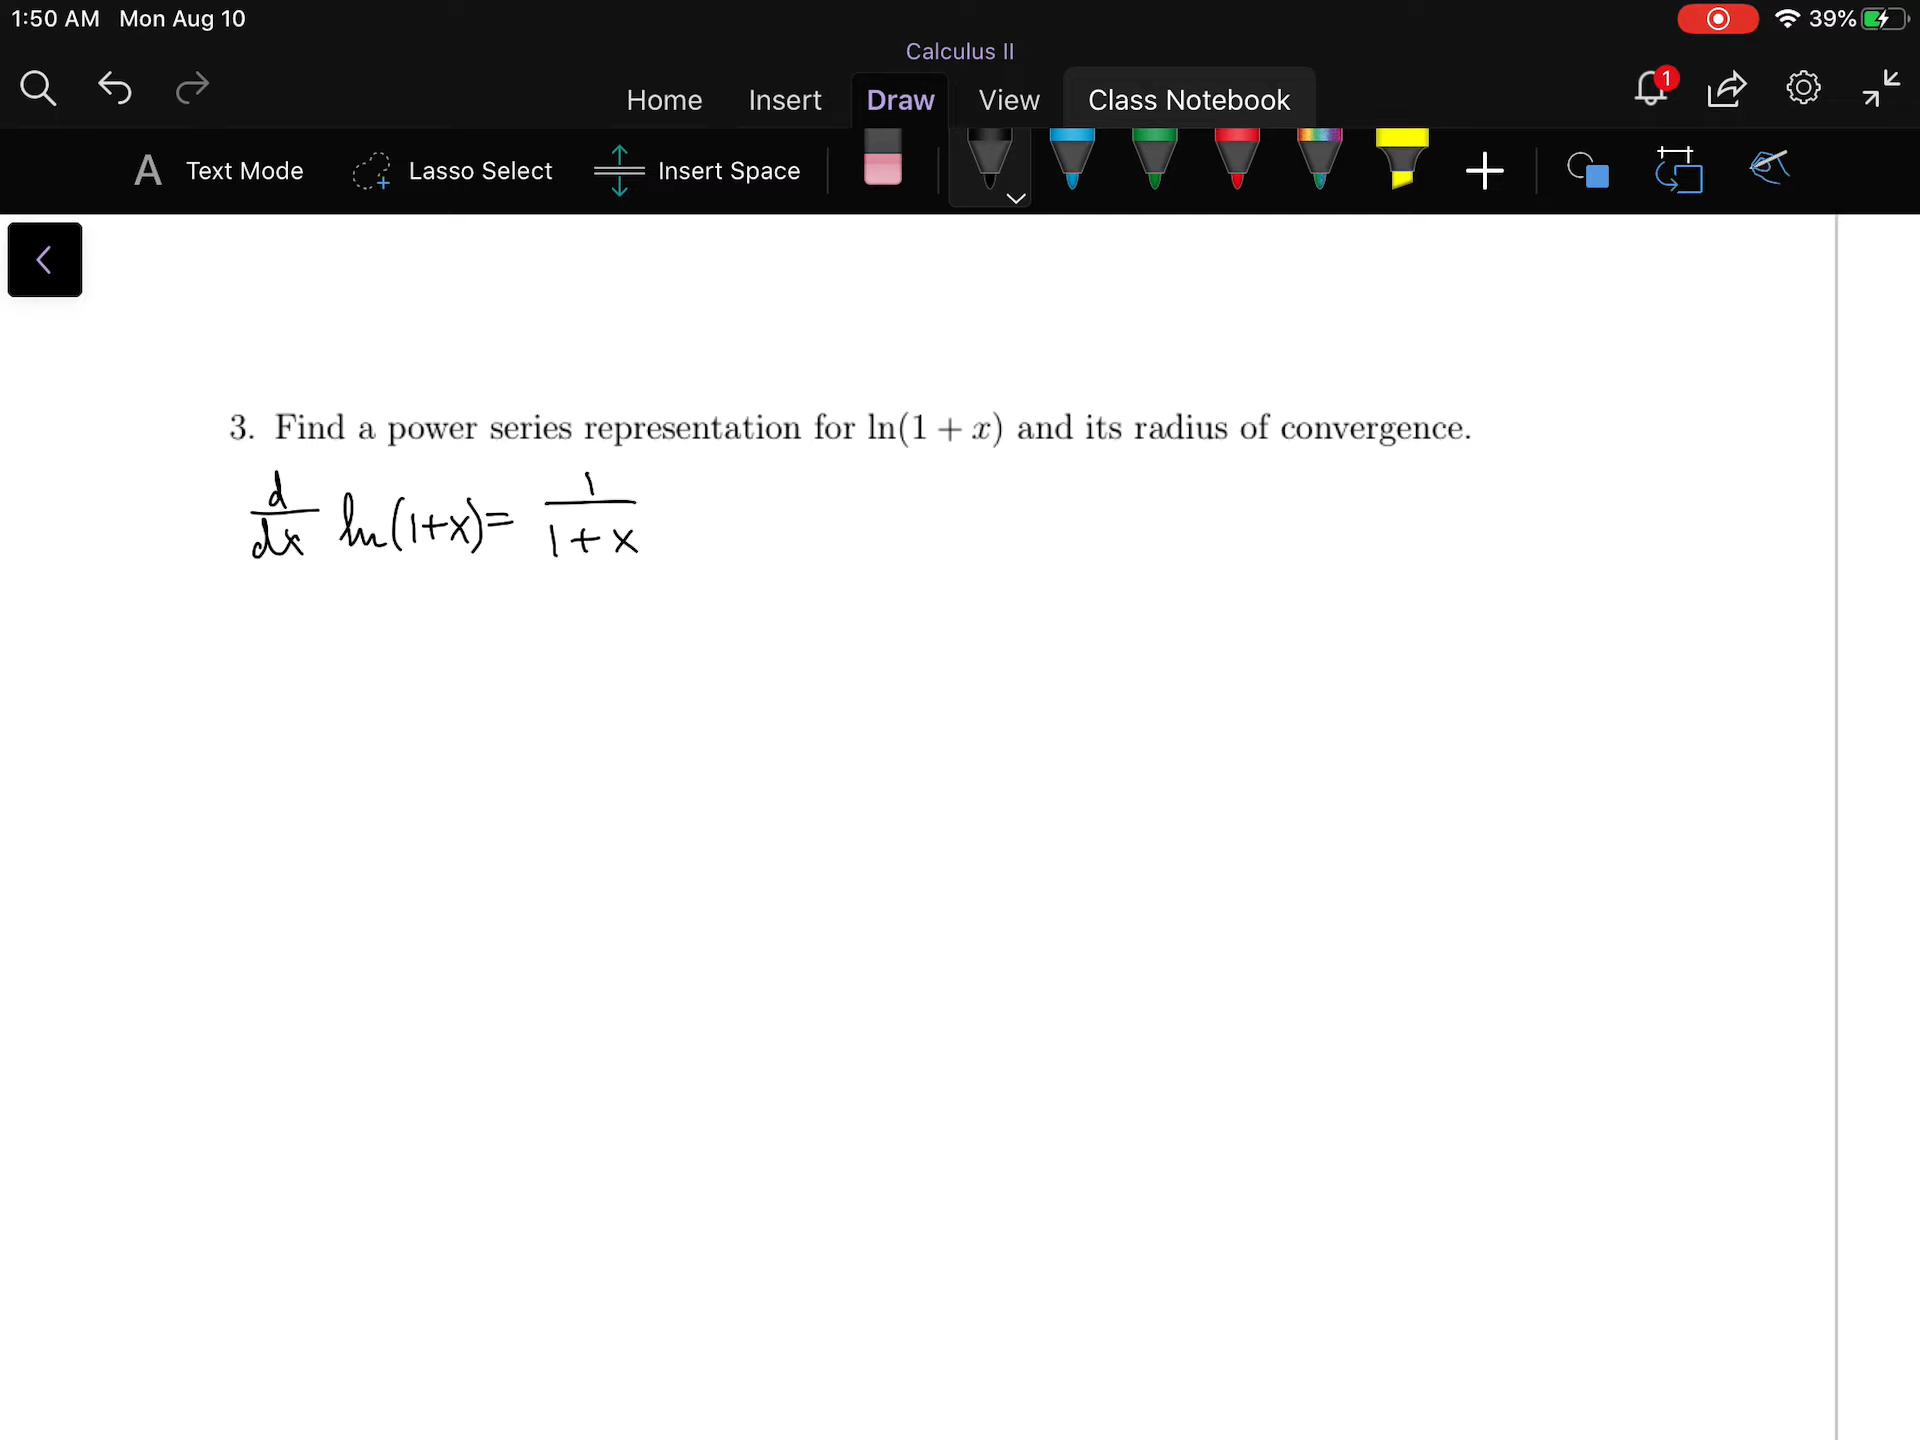 1:50 AM Mon Aug 10
39%
Calculus II
Home Insert Draw View Class Notebook
1
A Text Mode Lasso Select Insert Space
3. Find a power series representation for ln(1 + x) and its radius of convergence.
d/dx ln(1+x) = 1/(1+x)